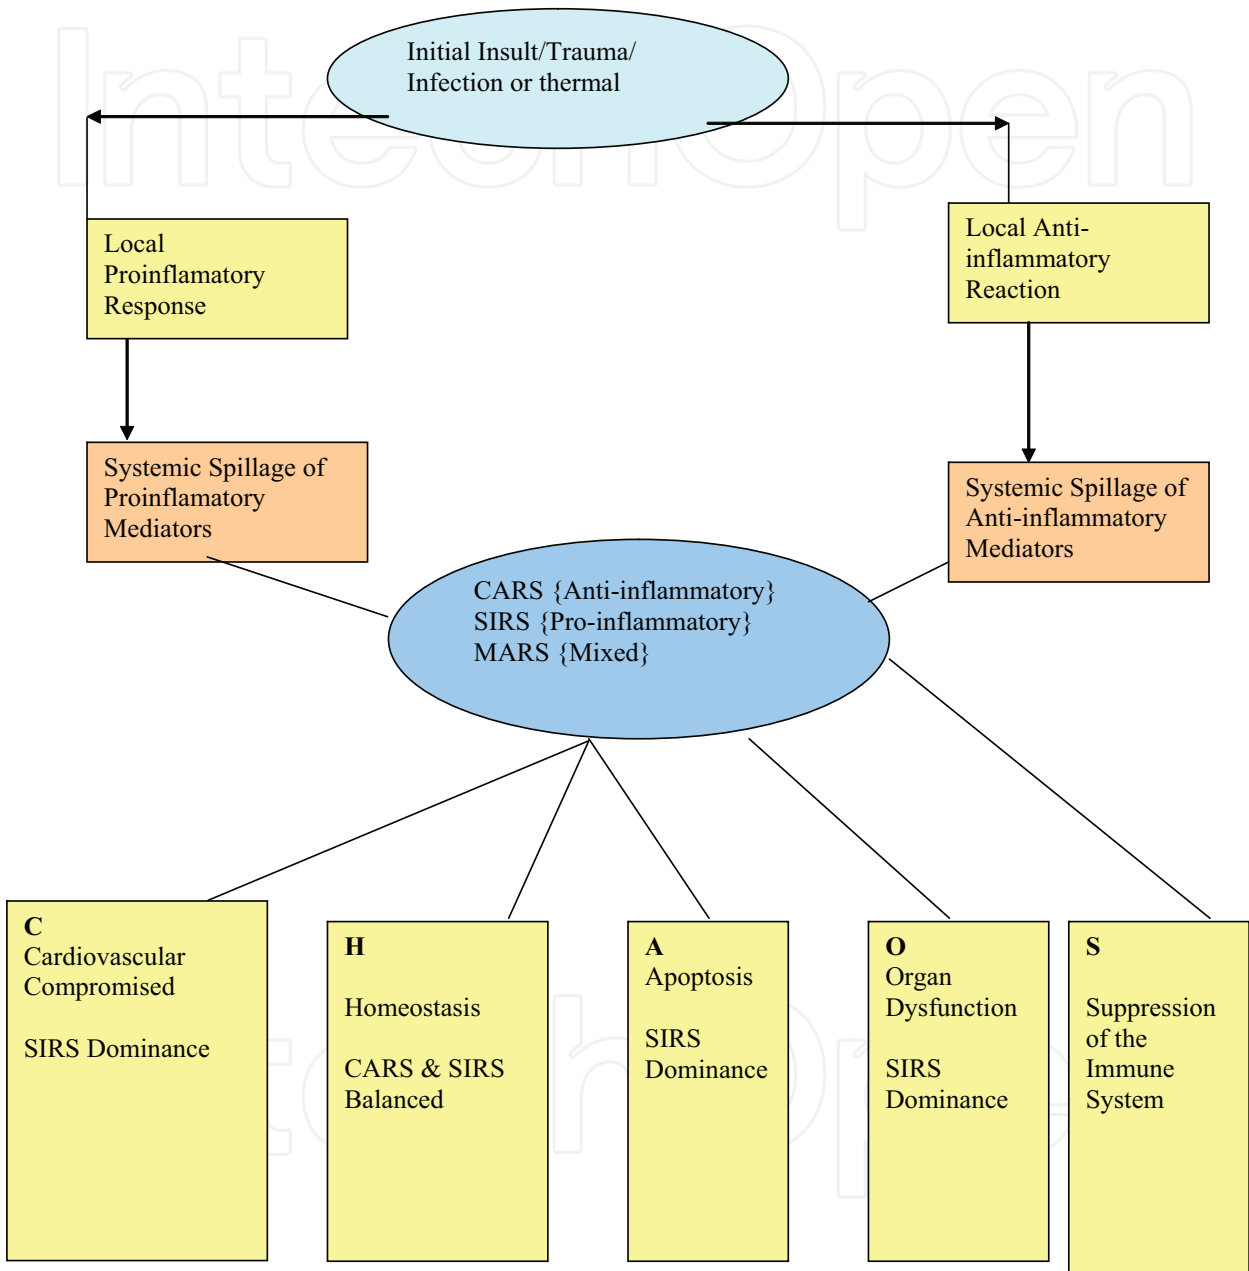 IntechOpen
Initial Insult/Trauma/
Infection or thermal
Local
Proinflamatory
Response
Local Anti-
inflammatory
Reaction
Systemic Spillage of
Proinflamatory
Mediators
Systemic Spillage of
Anti-inflammatory
Mediators
CARS {Anti-inflammatory}
SIRS {Pro-inflammatory}
MARS {Mixed}
C
Cardiovascular
Compromised
SIRS Dominance
H
Homeostasis
CARS & SIRS
Balanced
A
Apoptosis
SIRS
Dominance
O
Organ
Dysfunction
SIRS
Dominance
S
Suppression
of the
Immune
System
IntechOpen